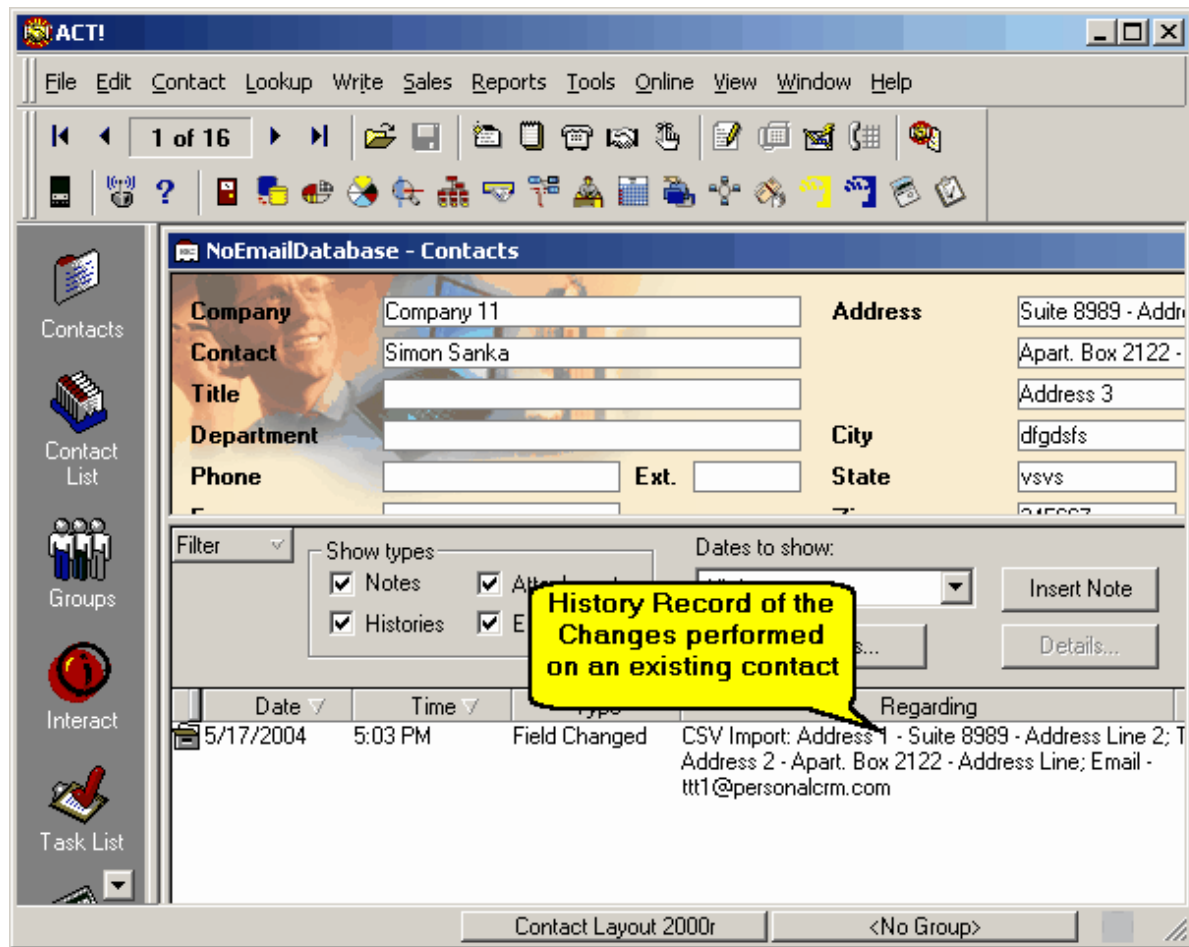 ACT!
File Edit Contact Lookup Write Sales Reports Tools Online View Window Help
1 of 16
NoEmailDatabase - Contacts
Contacts
Contact
List
Groups
Interact
Task List
Company Company 11 Address Suite 8989 - Addre
Contact Simon Sanka Apart. Box 2122 -
Title Address 3
Department City dfgdsfs
Phone Ext. State vsvs
Filter Show types Dates to show:
Notes Insert Note
Histories Details...
History Record of the
Changes performed
on an existing contact
Date Time Regarding
5/17/2004 5:03 PM Field Changed CSV Import: Address 1 - Suite 8989 - Address Line 2; T
Address 2 - Apart. Box 2122 - Address Line; Email -
ttt1@personalcrm.com
Contact Layout 2000r <No Group>